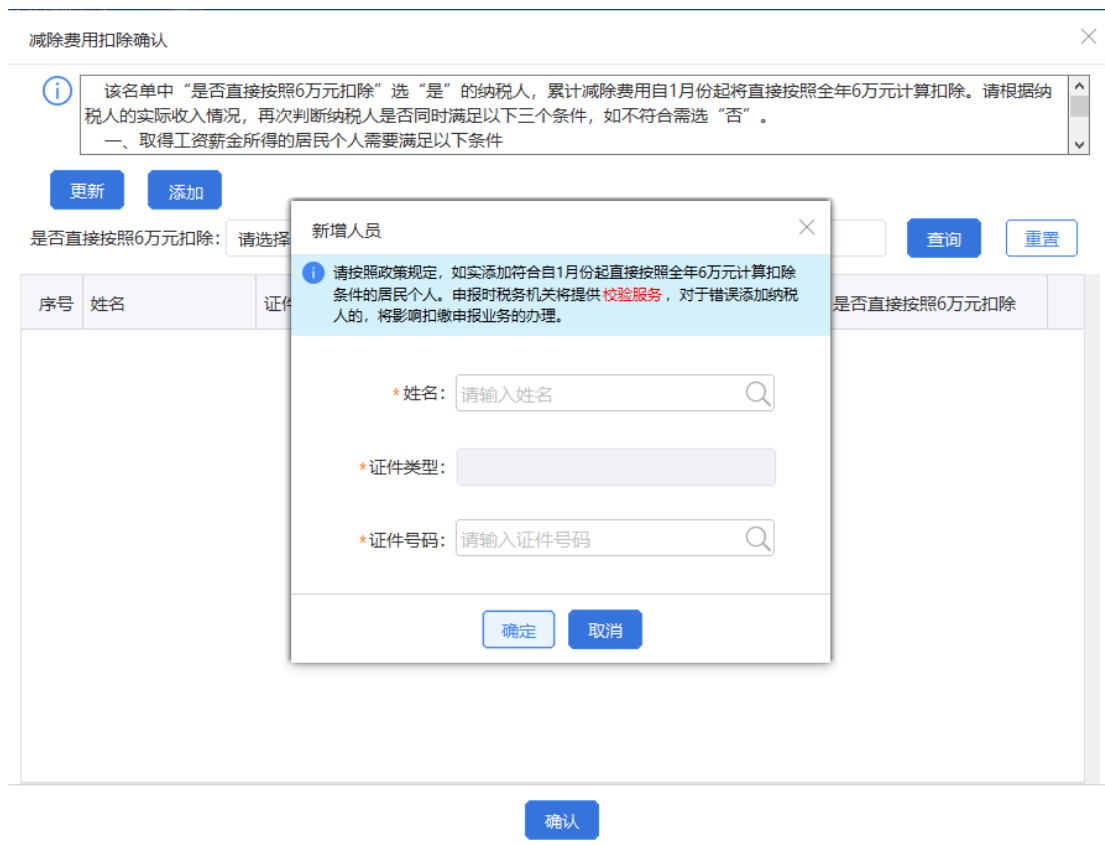 减除费用扣除确认
该名单中“是否直接按照6万元扣除”选“是”的纳税人，累计减除费用自1月份起将直接按照全年6万元计算扣除。请根据纳
税人的实际收入情况，再次判断纳税人是否同时满足以下三个条件，如不符合需选“否”。
一、取得工资薪金所得的居民个人需要满足以下条件
更新 添加
是否直接按照6万元扣除： 请选择 查询 重置
序号 姓名 证件 是否直接按照6万元扣除
新增人员
请按照政策规定，如实添加符合自1月份起直接按照全年6万元计算扣除
条件的居民个人。申报时税务机关将提供校验服务，对于错误添加纳税
人的，将影响扣缴申报业务的办理。
*姓名： 请输入姓名
*证件类型：
*证件号码： 请输入证件号码
确定 取消
确认